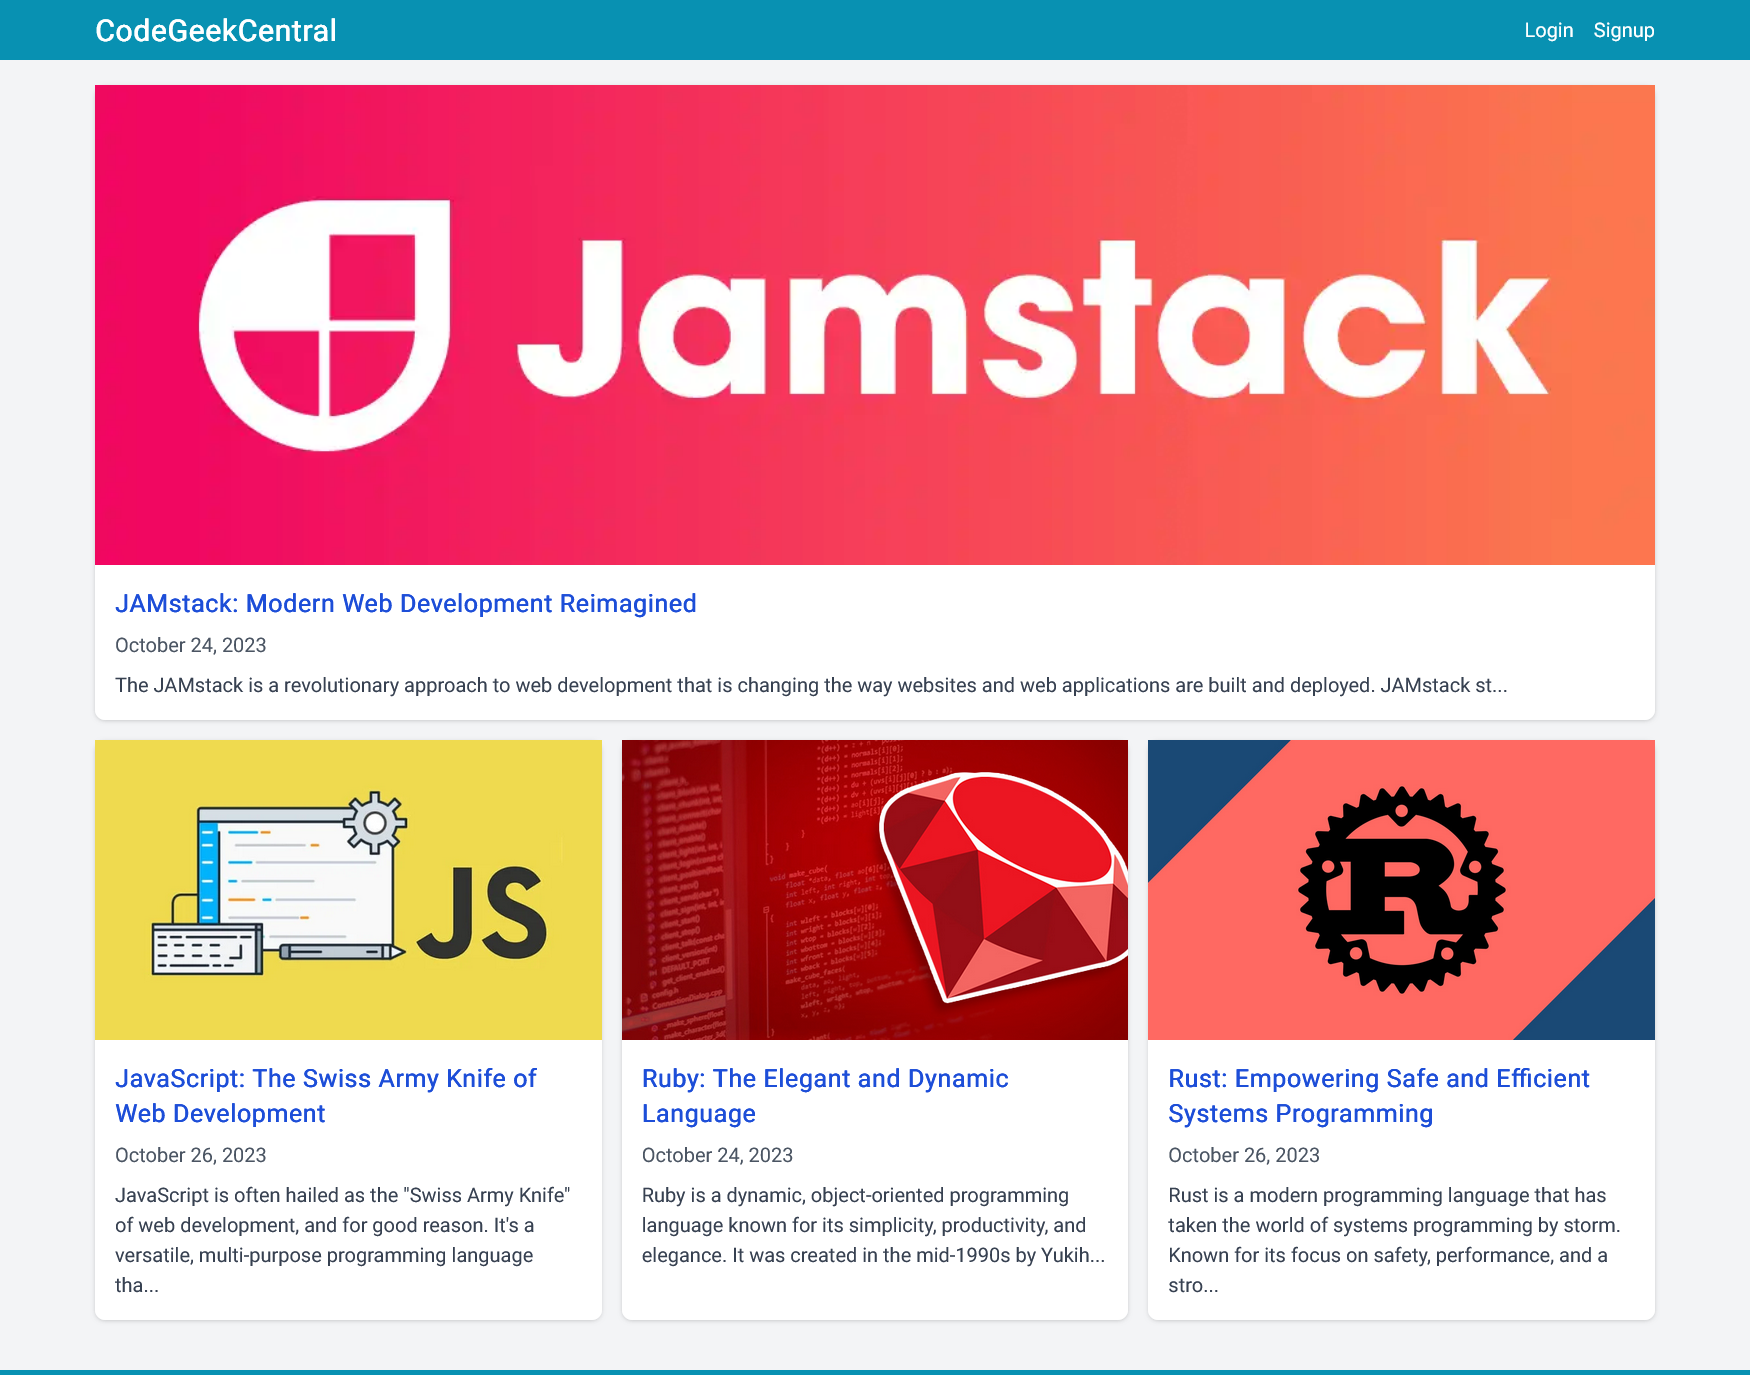 CodeGeekCentral
Login Signup
Jamstack
JAMstack: Modern Web Development Reimagined
October 24, 2023
The JAMstack is a revolutionary approach to web development that is changing the way websites and web applications are built and deployed. JAMstack st...
JS
JavaScript: The Swiss Army Knife of
Web Development
October 26, 2023
JavaScript is often hailed as the "Swiss Army Knife"
of web development, and for good reason. It's a
versatile, multi-purpose programming language
tha...
Ruby: The Elegant and Dynamic
Language
October 24, 2023
Ruby is a dynamic, object-oriented programming
language known for its simplicity, productivity, and
elegance. It was created in the mid-1990s by Yukih...
R
Rust: Empowering Safe and Efficient
Systems Programming
October 26, 2023
Rust is a modern programming language that has
taken the world of systems programming by storm.
Known for its focus on safety, performance, and a
stro...